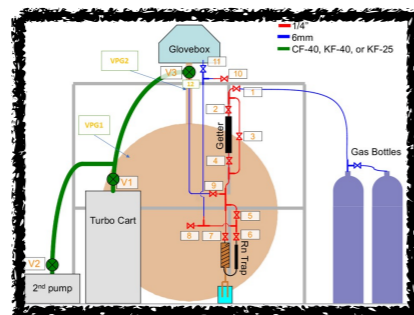 1/4"
6mm
CF-40, KF-40, or KF-25
Glovebox
VPG2
V3
12
11
10
1
2
Getter
3
VPG1
4
Gas Bottles
V1
9
Turbo Cart
5
8
7
6
Rn Trap
V2
2nd pump